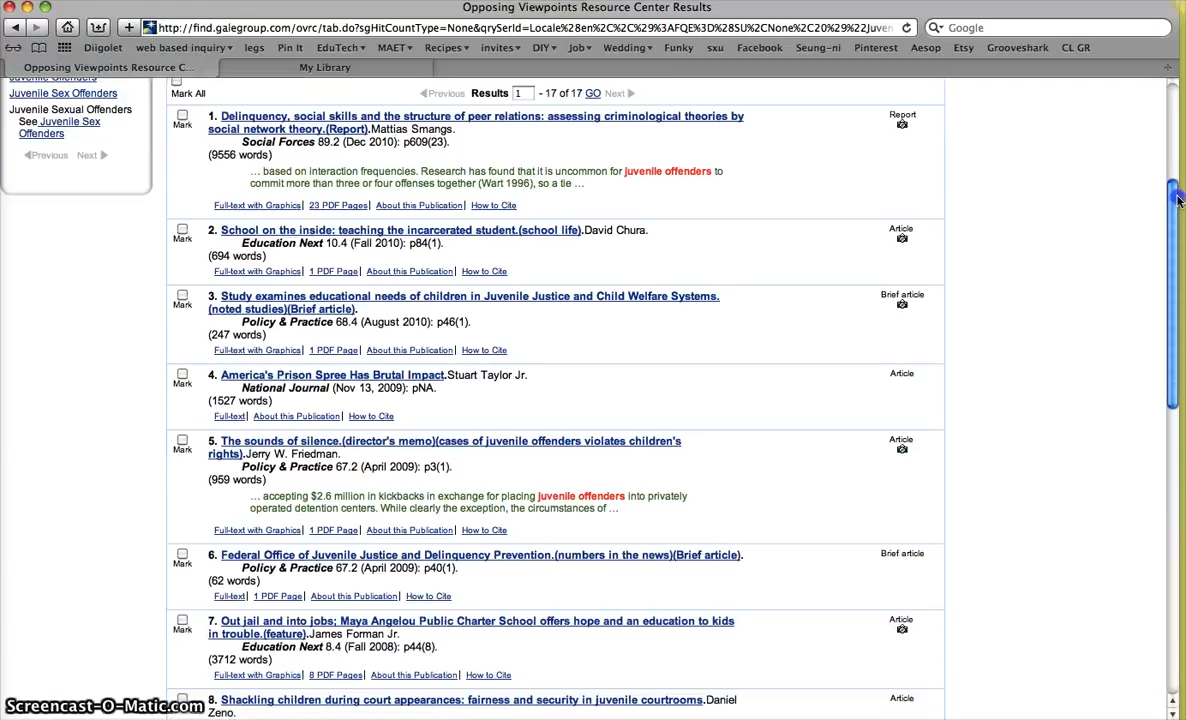 Opposing Viewpoints Resource Center Results
http://find.galegroup.com/ovrc/tab.do?sgHitCountType=None&qrySerId=Locale%28en%2C%2C%29%3AFQE%3D%28SU%2CNone%2C20%29%22Juven
Google
Diigolet web based inquiry legs Pin It EduTech MAET Recipes invites DIY Job Wedding Funky sxu Facebook Seung-ni Pinterest Aesop Etsy Grooveshark CL GR
Opposing Viewpoints Resource C... My Library
Juvenile Offenders
Juvenile Sex Offenders
Juvenile Sexual Offenders
See Juvenile Sex
Offenders
Previous Next
Mark All Previous Results 1 - 17 of 17 GO Next
Mark
1. Delinquency, social skills and the structure of peer relations: assessing criminological theories by
social network theory.(Report).Mattias Smangs.
Social Forces 89.2 (Dec 2010): p609(23).
(9556 words)
Report
... based on interaction frequencies. Research has found that it is uncommon for juvenile offenders to
commit more than three or four offenses together (Wart 1996), so a tie ...
Full-text with Graphics| 23 PDF Pages| About this Publication| How to Cite
Mark
2. School on the inside: teaching the incarcerated student.(school life).David Chura.
Education Next 10.4 (Fall 2010): p84(1).
(694 words)
Article
Full-text with Graphics| 1 PDF Page| About this Publication| How to Cite
Mark
3. Study examines educational needs of children in Juvenile Justice and Child Welfare Systems.
(noted studies)(Brief article).
Policy & Practice 68.4 (August 2010): p46(1).
(247 words)
Brief article
Full-text with Graphics| 1 PDF Page| About this Publication| How to Cite
Mark
4. America's Prison Spree Has Brutal Impact.Stuart Taylor Jr.
National Journal (Nov 13, 2009): pNA.
(1527 words)
Article
Full-text| About this Publication| How to Cite
Mark
5. The sounds of silence.(director's memo)(cases of juvenile offenders violates children's
rights).Jerry W. Friedman.
Policy & Practice 67.2 (April 2009): p3(1).
(959 words)
Article
... accepting $2.6 million in kickbacks in exchange for placing juvenile offenders into privately
operated detention centers. While clearly the exception, the circumstances of ...
Full-text with Graphics| 1 PDF Page| About this Publication| How to Cite
Mark
6. Federal Office of Juvenile Justice and Delinquency Prevention.(numbers in the news)(Brief article).
Policy & Practice 67.2 (April 2009): p40(1).
(62 words)
Brief article
Full-text| 1 PDF Page| About this Publication| How to Cite
Mark
7. Out jail and into jobs; Maya Angelou Public Charter School offers hope and an education to kids
in trouble.(feature).James Forman Jr.
Education Next 8.4 (Fall 2008): p44(8).
(3712 words)
Article
Full-text with Graphics| 8 PDF Pages| About this Publication| How to Cite
Mark
8. Shackling children during court appearances: fairness and security in juvenile courtrooms.Daniel
Zeno.
Article
Screencast-O-Matic.com